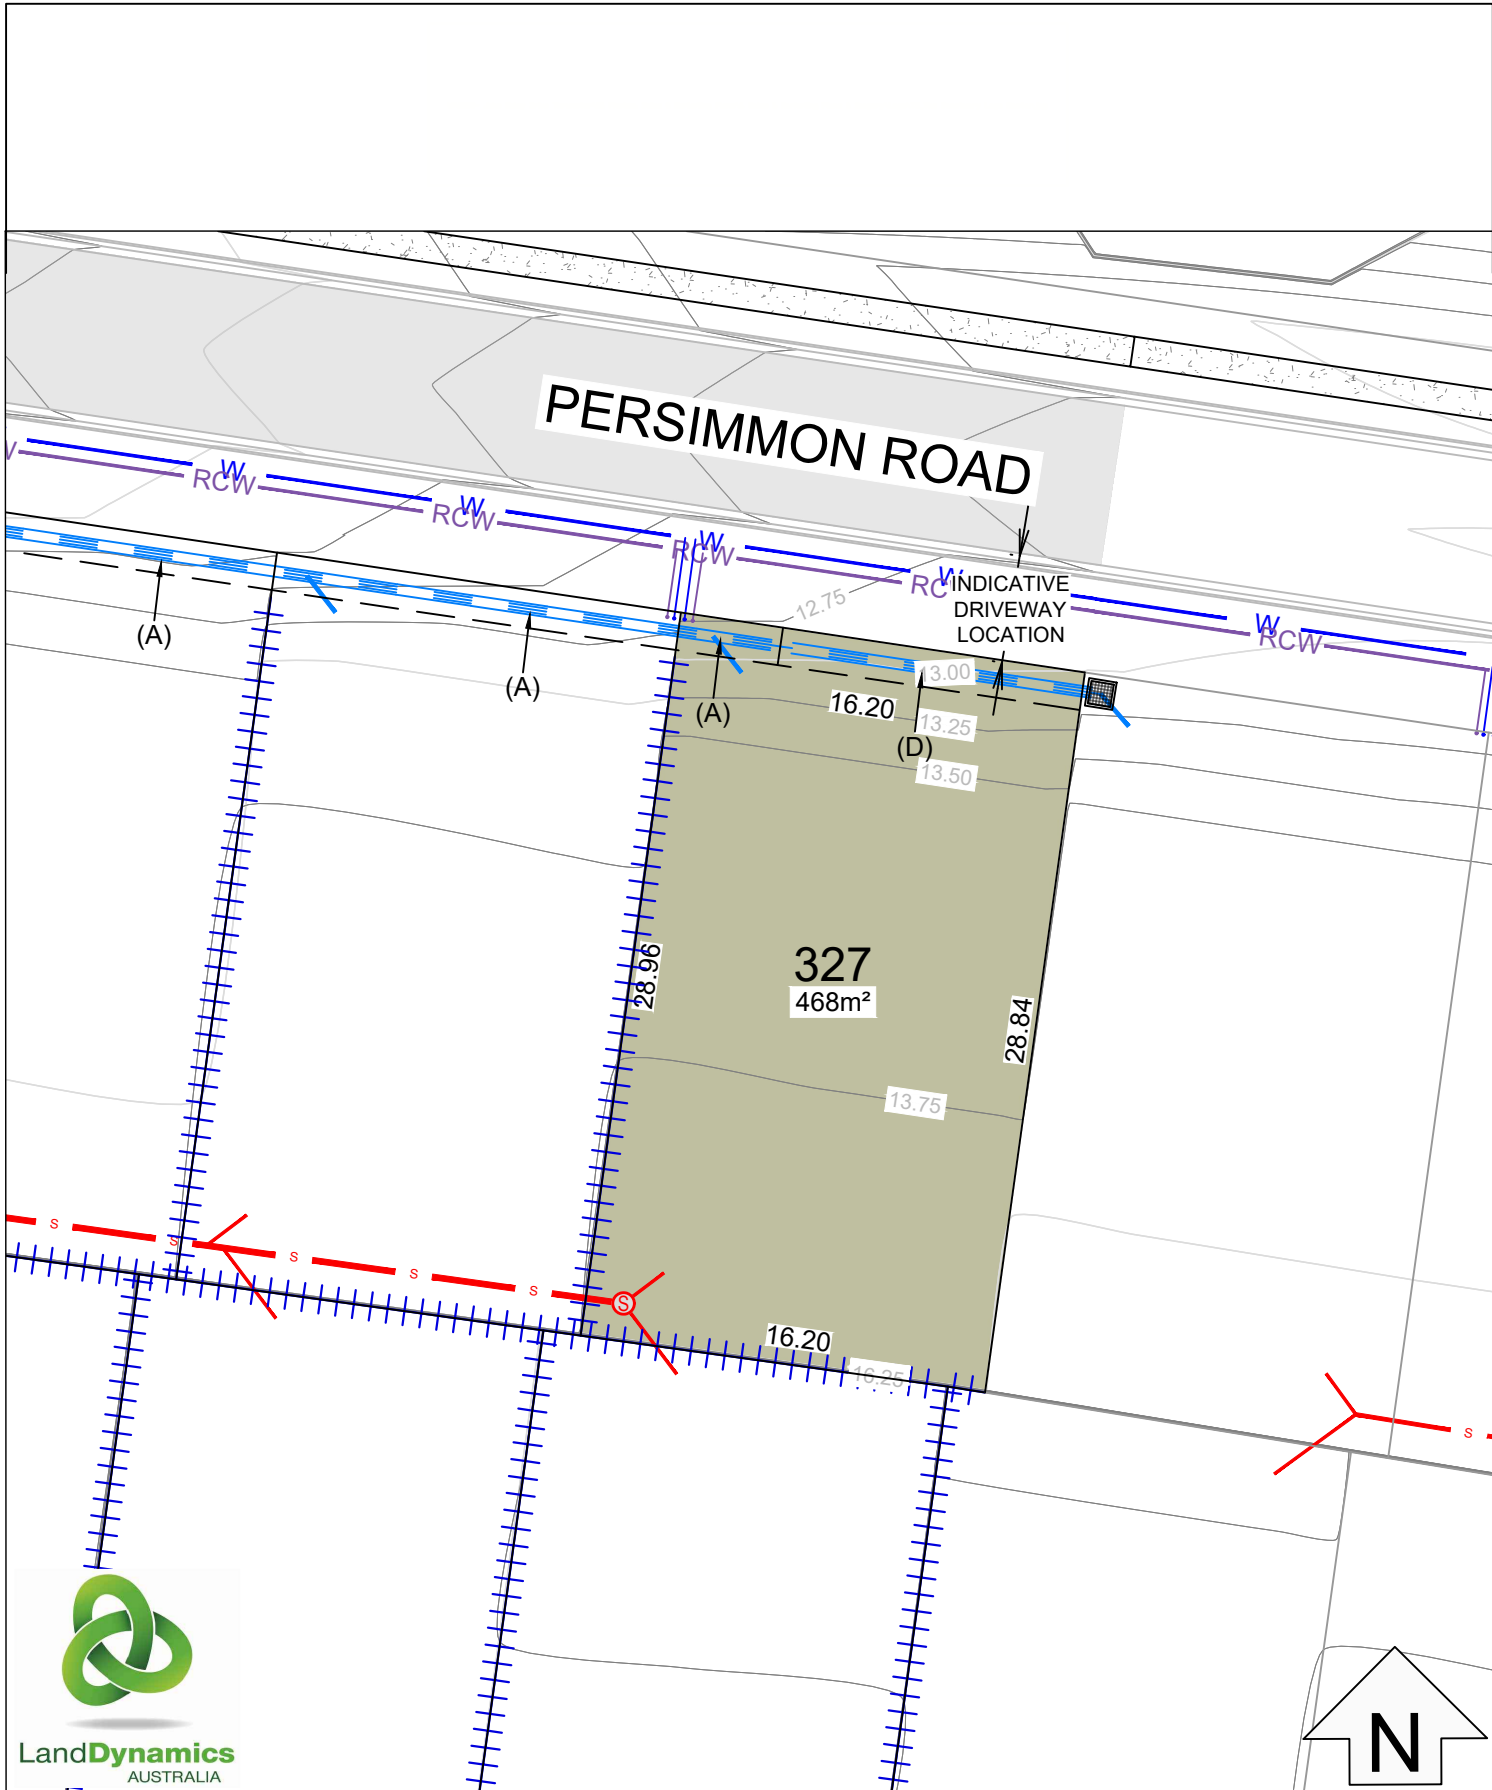 PERSIMMON ROAD
W
RCW
W
RCW
W
RCW
W
INDICATIVE
DRIVEWAY
LOCATION
W
RCW
12.75
(A)
(A)
(A)
13.00
16.20
13.25
(D)
13.50
28.96
327
468m²
28.84
13.75
S
S
S
S
S
S
16.20
16.25
S
LandDynamics
AUSTRALIA
N